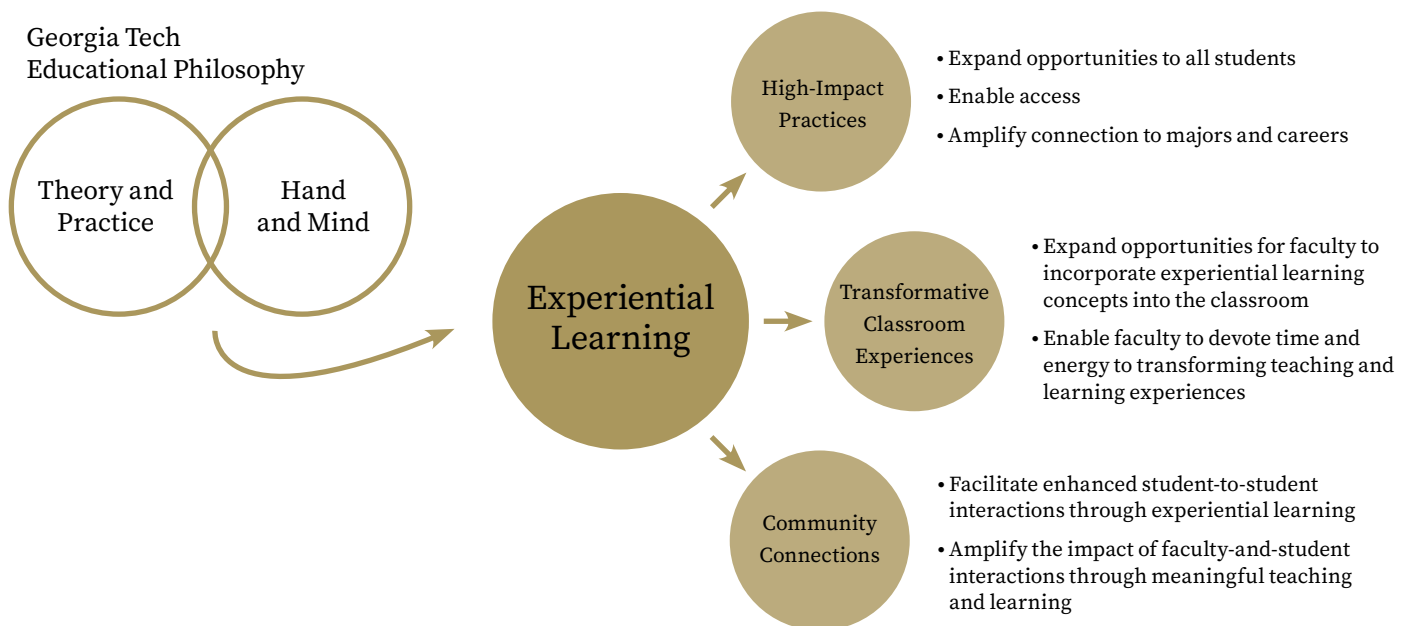 Georgia Tech
Educational Philosophy
Theory and
Practice
Hand
and Mind
Experiential
Learning
High-Impact
Practices
• Expand opportunities to all students
• Enable access
• Amplify connection to majors and careers
Transformative
Classroom
Experiences
• Expand opportunities for faculty to
incorporate experiential learning
concepts into the classroom
• Enable faculty to devote time and
energy to transforming teaching and
learning experiences
Community
Connections
• Facilitate enhanced student-to-student
interactions through experiential learning
• Amplify the impact of faculty-and-student
interactions through meaningful teaching
and learning